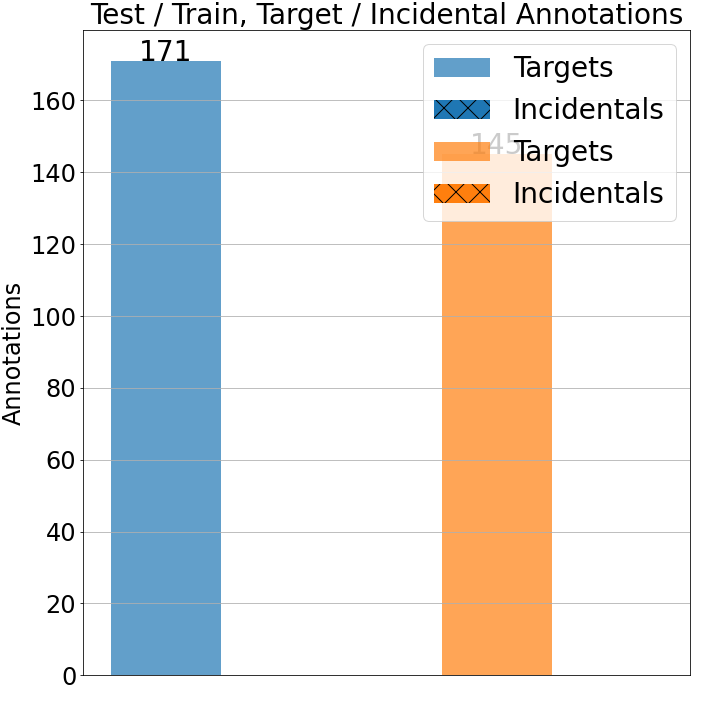 Test / Train, Target / Incidental Annotations
171
145
Targets
Incidentals
Targets
Incidentals
Annotations
160
140
120
100
80
60
40
20
0